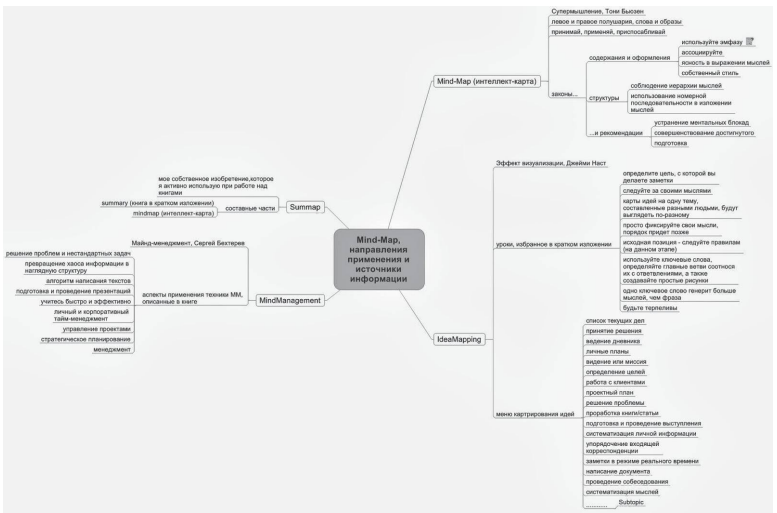 Mind-Map,
направления
применения и
источники
информации
Mind-Map (интеллект-карта)
Супермышление, Тони Бьюзен
левое и правое полушария, слова и образы
принимай, применяй, приспосабливай
законы...
содержания и оформления
используйте эмфазу
ассоциируйте
ясность в выражении мыслей
собственный стиль
структуры
соблюдение иерархии мыслей
использование номерной
последовательности в изложении
мыслей
...и рекомендации
устранение ментальных блокад
совершенствование достигнутого
подготовка
IdeaMapping
Эффект визуализации, Джейми Наст
уроки, избранное в кратком изложении
определите цель, с которой вы
делаете заметки
следуйте за своими мыслями
карты идей на одну тему,
составленные разными людьми, будут
выглядеть по-разному
просто фиксируйте свои мысли,
порядок придет позже
исходная позиция - следуйте правилам
(на данном этапе)
используйте ключевые слова,
определяйте главные ветви соотнося
их с ответвлениями, а также
создавайте простые рисунки
одно ключевое слово генерит больше
мыслей, чем фраза
будьте терпеливы
меню картрирования идей
список текущих дел
принятие решения
ведение дневника
личные планы
видение или миссия
определение целей
работа с клиентами
проектный план
решение проблемы
проработка книги/статьи
подготовка и проведение выступления
систематизация личной информации
упорядочение входящей
корреспонденции
заметки в режиме реального времени
написание документа
проведение собеседования
систематизация мыслей
............
Subtopic
Summap
мое собственное изобретение,которое
я активно использую при работе над
книгами
составные части
summary (книга в кратком изложении)
mindmap (интеллект-карта)
MindManagement
Майнд-менеджмент, Сергей Бехтерев
аспекты применения техники ММ,
описанные в книге
решение проблем и нестандартных задач
превращение хаоса информации в
наглядную структуру
алгоритм написания текстов
подготовка и проведение презентаций
учитесь быстро и эффективно
личный и корпоративный
тайм-менеджмент
управление проектами
стратегическое планирование
менеджмент